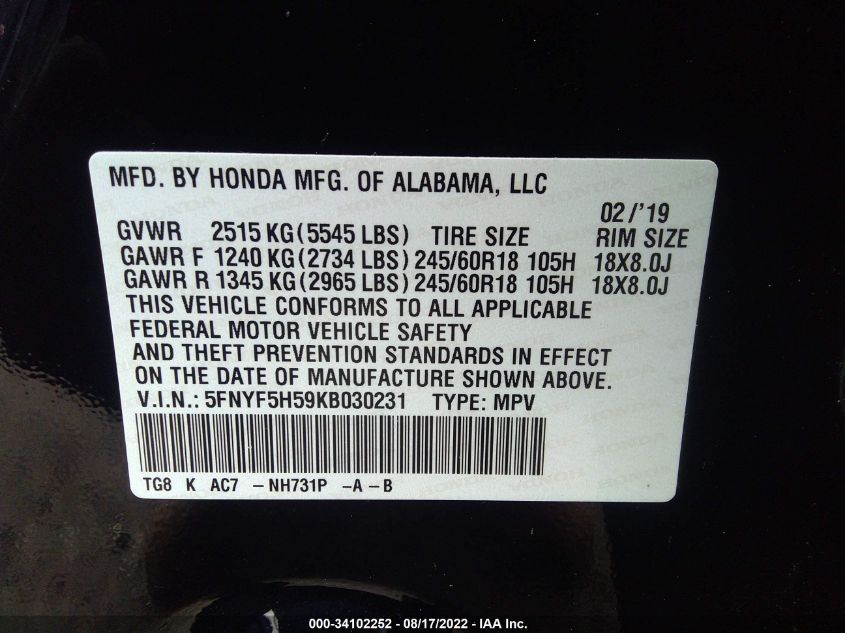 MFD. BY HONDA MFG. OF ALABAMA, LLC
02/'19
GVWR 2515 KG (5545 LBS) TIRE SIZE RIM SIZE
GAWR F 1240 KG (2734 LBS) 245/60R18 105H 18X8.0J
GAWR R 1345 KG (2965 LBS) 245/60R18 105H 18X8.0J
THIS VEHICLE CONFORMS TO ALL APPLICABLE
FEDERAL MOTOR VEHICLE SAFETY
AND THEFT PREVENTION STANDARDS IN EFFECT
ON THE DATE OF MANUFACTURE SHOWN ABOVE.
V.I.N.: 5FNYF5H59KB030231 TYPE: MPV
TG8 K AC7 – NH731P – A – B
000-34102252 - 08/17/2022 - IAA Inc.